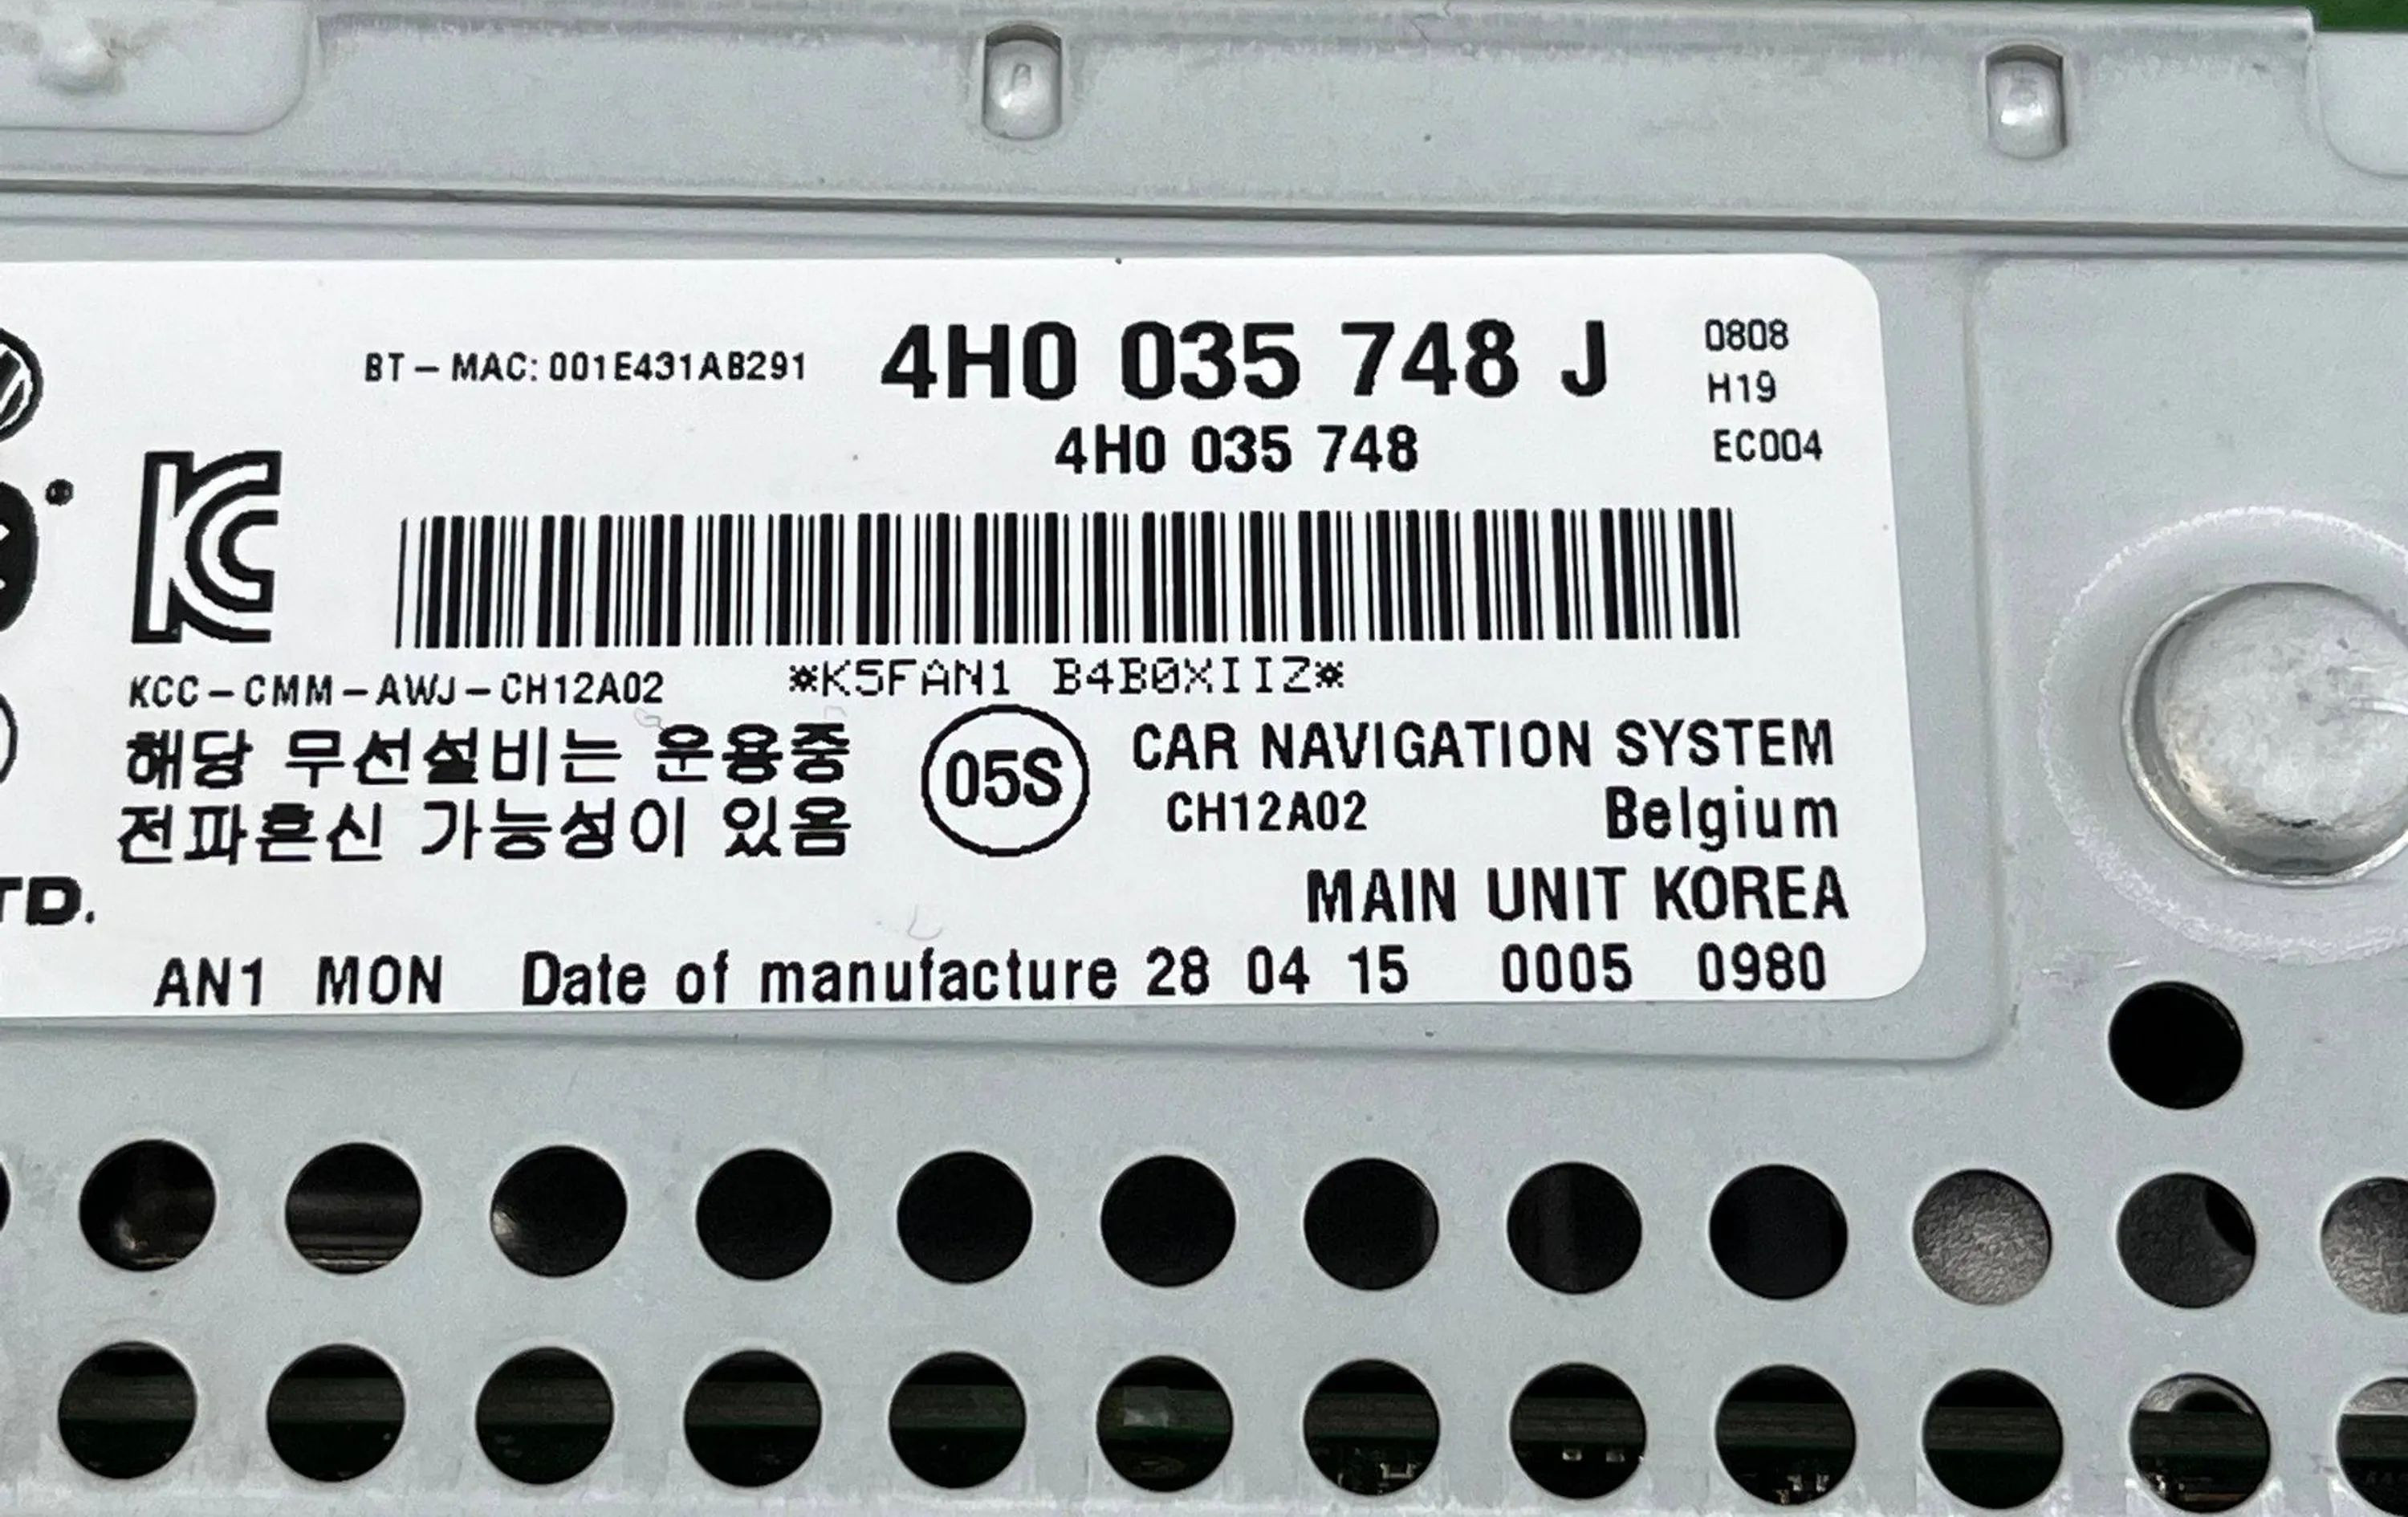 BT-MAC: 001E431AB291
4H0 035 748 J
4H0 035 748
0808
H19
EC004
KC
*K5FAN1 B4B0XIIZ*
KCC-CMM-AWJ-CH12A02
해당 무선설비는 운용중
전파혼신 가능성이 있음
05S
CAR NAVIGATION SYSTEM
CH12A02 Belgium
MAIN UNIT KOREA
TD.
AN1 MON Date of manufacture 28 04 15 0005 0980